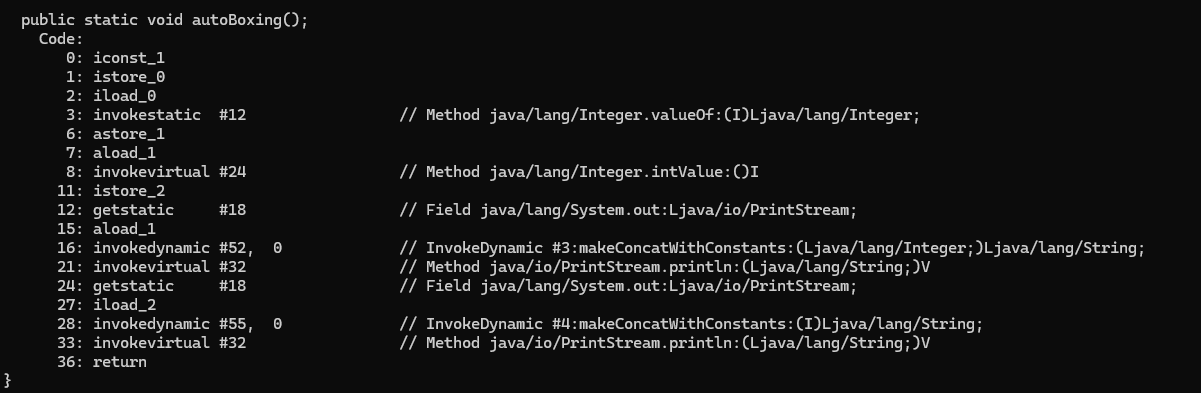 public static void autoBoxing();
Code:
0: iconst_1
1: istore_0
2: iload_0
3: invokestatic  #12                 // Method java/lang/Integer.valueOf:(I)Ljava/lang/Integer;
6: astore_1
7: aload_1
8: invokevirtual #24                 // Method java/lang/Integer.intValue:()I
11: istore_2
12: getstatic     #18                 // Field java/lang/System.out:Ljava/io/PrintStream;
15: aload_1
16: invokedynamic #52,  0             // InvokeDynamic #3:makeConcatWithConstants:(Ljava/lang/Integer;)Ljava/lang/String;
21: invokevirtual #32                 // Method java/io/PrintStream.println:(Ljava/lang/String;)V
24: getstatic     #18                 // Field java/lang/System.out:Ljava/io/PrintStream;
27: iload_2
28: invokedynamic #55,  0             // InvokeDynamic #4:makeConcatWithConstants:(I)Ljava/lang/String;
33: invokevirtual #32                 // Method java/io/PrintStream.println:(Ljava/lang/String;)V
36: return
}